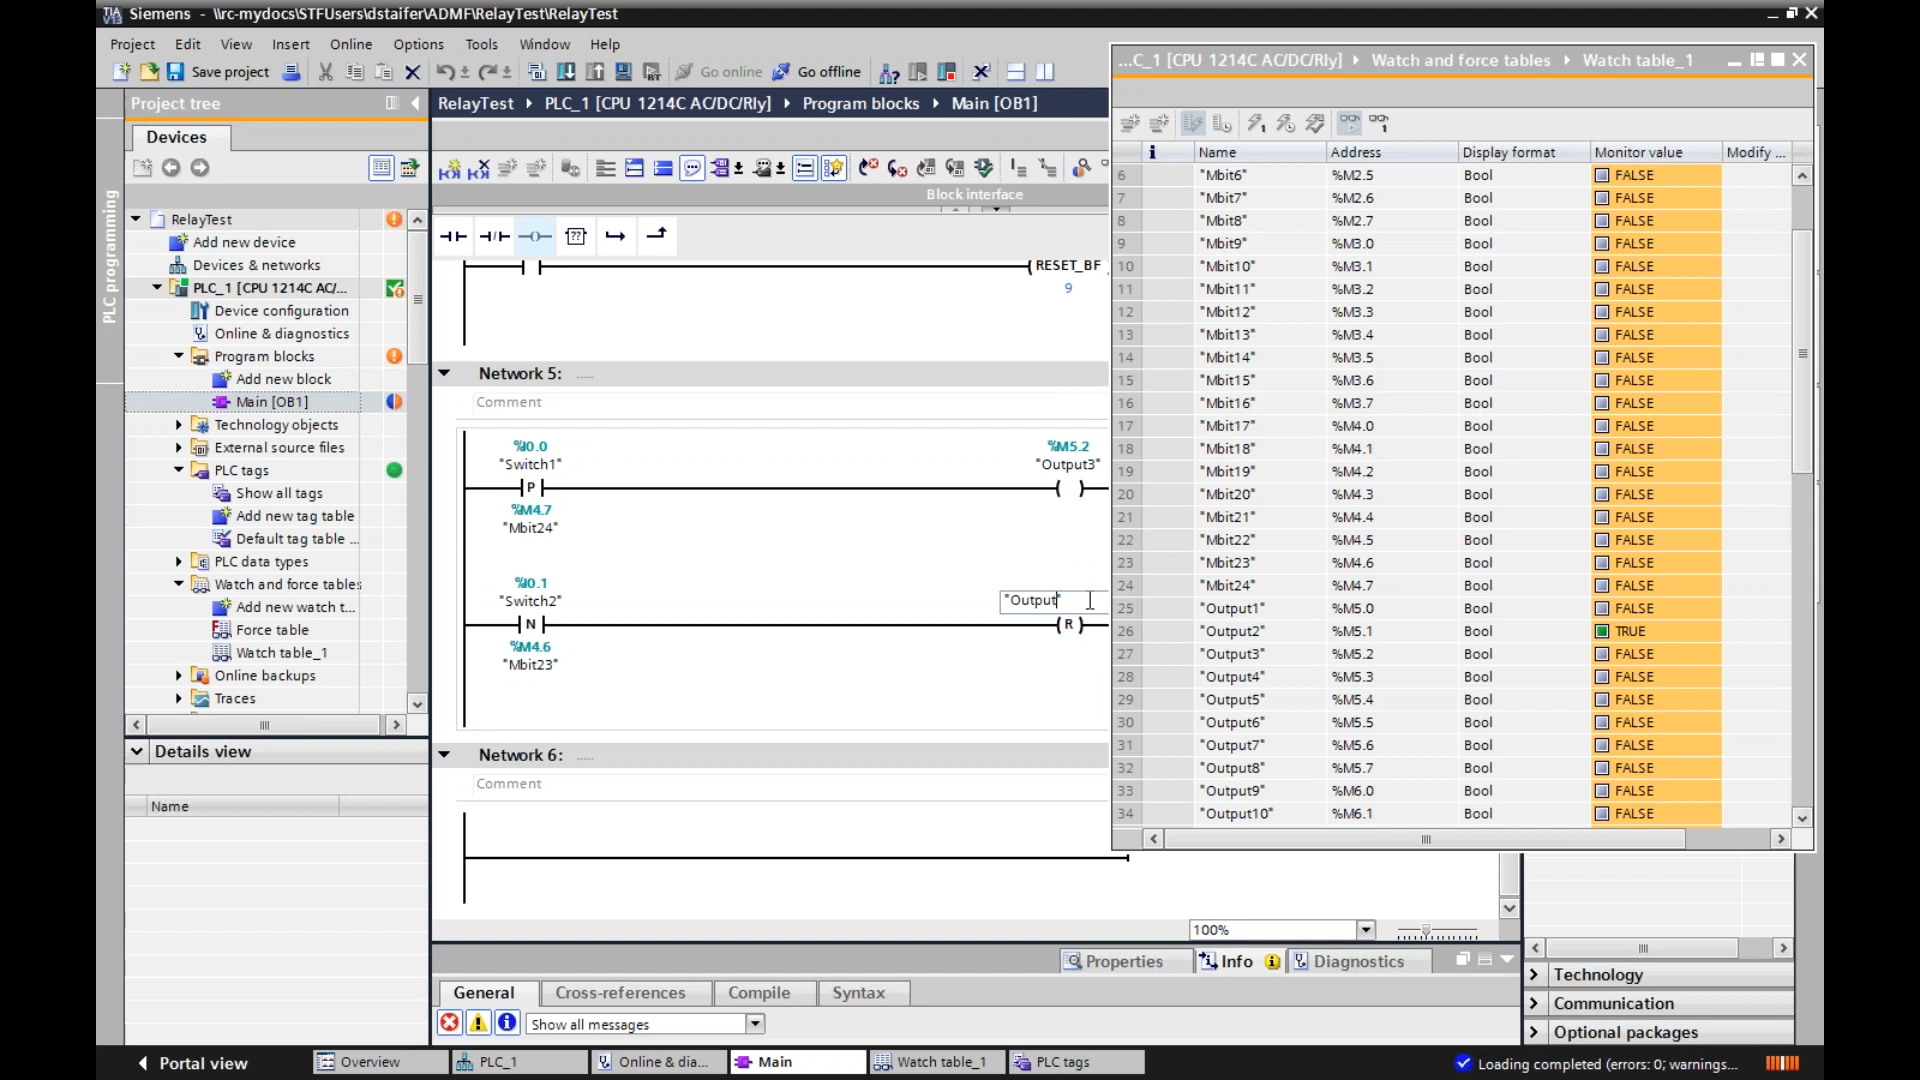 TIA V13 Siemens - \\rc-mydocs\STFUsers\dstaifer\ADMF\RelayTest\RelayTest
Project Edit View Insert Online Options Tools Window Help
Save project
Go online
Go offline
Project tree
Devices
PLC programming
RelayTest
Add new device
Devices & networks
PLC_1 [CPU 1214C AC/...
Device configuration
Online & diagnostics
Program blocks
Add new block
Main [OB1]
Technology objects
External source files
PLC tags
Show all tags
Add new tag table
Default tag table ...
PLC data types
Watch and force tables
Add new watch t...
Force table
Watch table_1
Online backups
Traces
Details view
Name
RelayTest PLC_1 [CPU 1214C AC/DC/Rly] Program blocks Main [OB1]
Block interface
??
RESET_BF
9
Network 5: .....
Comment
%I0.0
"Switch1"
P
%M4.7
"Mbit24"
%M5.2
"Output3"
( )
%I0.1
"Switch2"
N
%M4.6
"Mbit23"
"Output"
(R)
Network 6: .....
Comment
100%
Properties Info Diagnostics
General Cross-references Compile Syntax
Show all messages
...C_1 [CPU 1214C AC/DC/Rly] Watch and force tables Watch table_1
i Name Address Display format Monitor value Modify ...
6 "Mbit6" %M2.5 Bool FALSE
7 "Mbit7" %M2.6 Bool FALSE
8 "Mbit8" %M2.7 Bool FALSE
9 "Mbit9" %M3.0 Bool FALSE
10 "Mbit10" %M3.1 Bool FALSE
11 "Mbit11" %M3.2 Bool FALSE
12 "Mbit12" %M3.3 Bool FALSE
13 "Mbit13" %M3.4 Bool FALSE
14 "Mbit14" %M3.5 Bool FALSE
15 "Mbit15" %M3.6 Bool FALSE
16 "Mbit16" %M3.7 Bool FALSE
17 "Mbit17" %M4.0 Bool FALSE
18 "Mbit18" %M4.1 Bool FALSE
19 "Mbit19" %M4.2 Bool FALSE
20 "Mbit20" %M4.3 Bool FALSE
21 "Mbit21" %M4.4 Bool FALSE
22 "Mbit22" %M4.5 Bool FALSE
23 "Mbit23" %M4.6 Bool FALSE
24 "Mbit24" %M4.7 Bool FALSE
25 "Output1" %M5.0 Bool FALSE
26 "Output2" %M5.1 Bool TRUE
27 "Output3" %M5.2 Bool FALSE
28 "Output4" %M5.3 Bool FALSE
29 "Output5" %M5.4 Bool FALSE
30 "Output6" %M5.5 Bool FALSE
31 "Output7" %M5.6 Bool FALSE
32 "Output8" %M5.7 Bool FALSE
33 "Output9" %M6.0 Bool FALSE
34 "Output10" %M6.1 Bool FALSE
Technology
Communication
Optional packages
Portal view Overview PLC_1 Online & dia... Main Watch table_1 PLC tags
Loading completed (errors: 0; warnings...